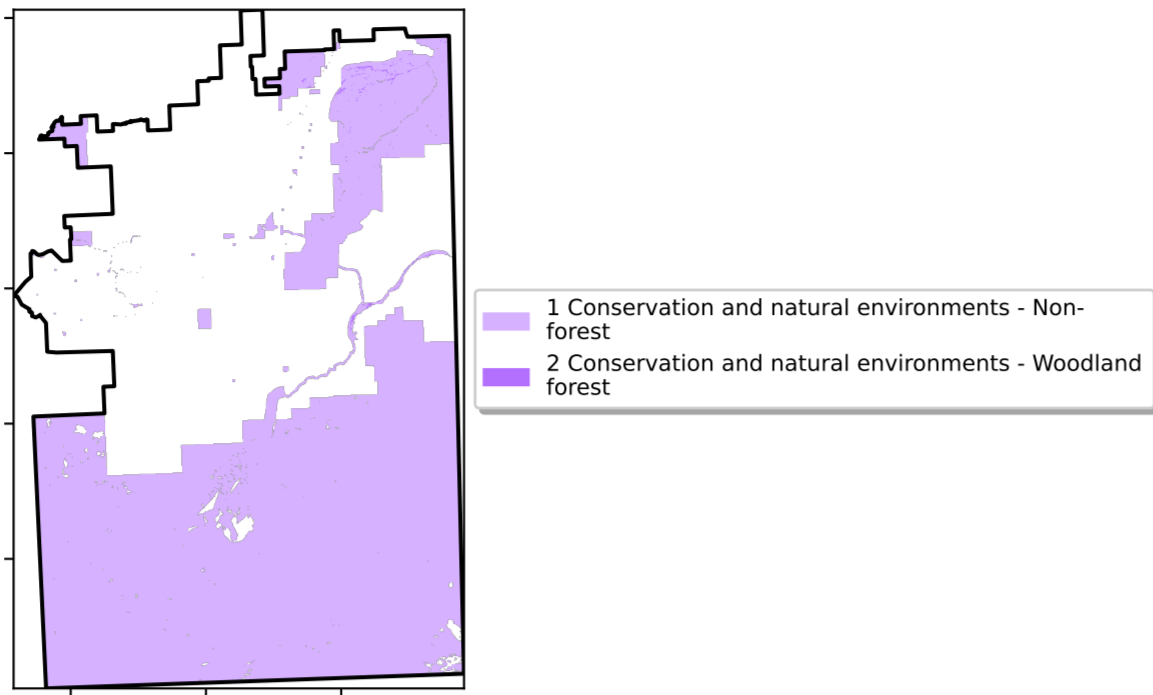 1 Conservation and natural environments - Non-
forest
2 Conservation and natural environments - Woodland
forest